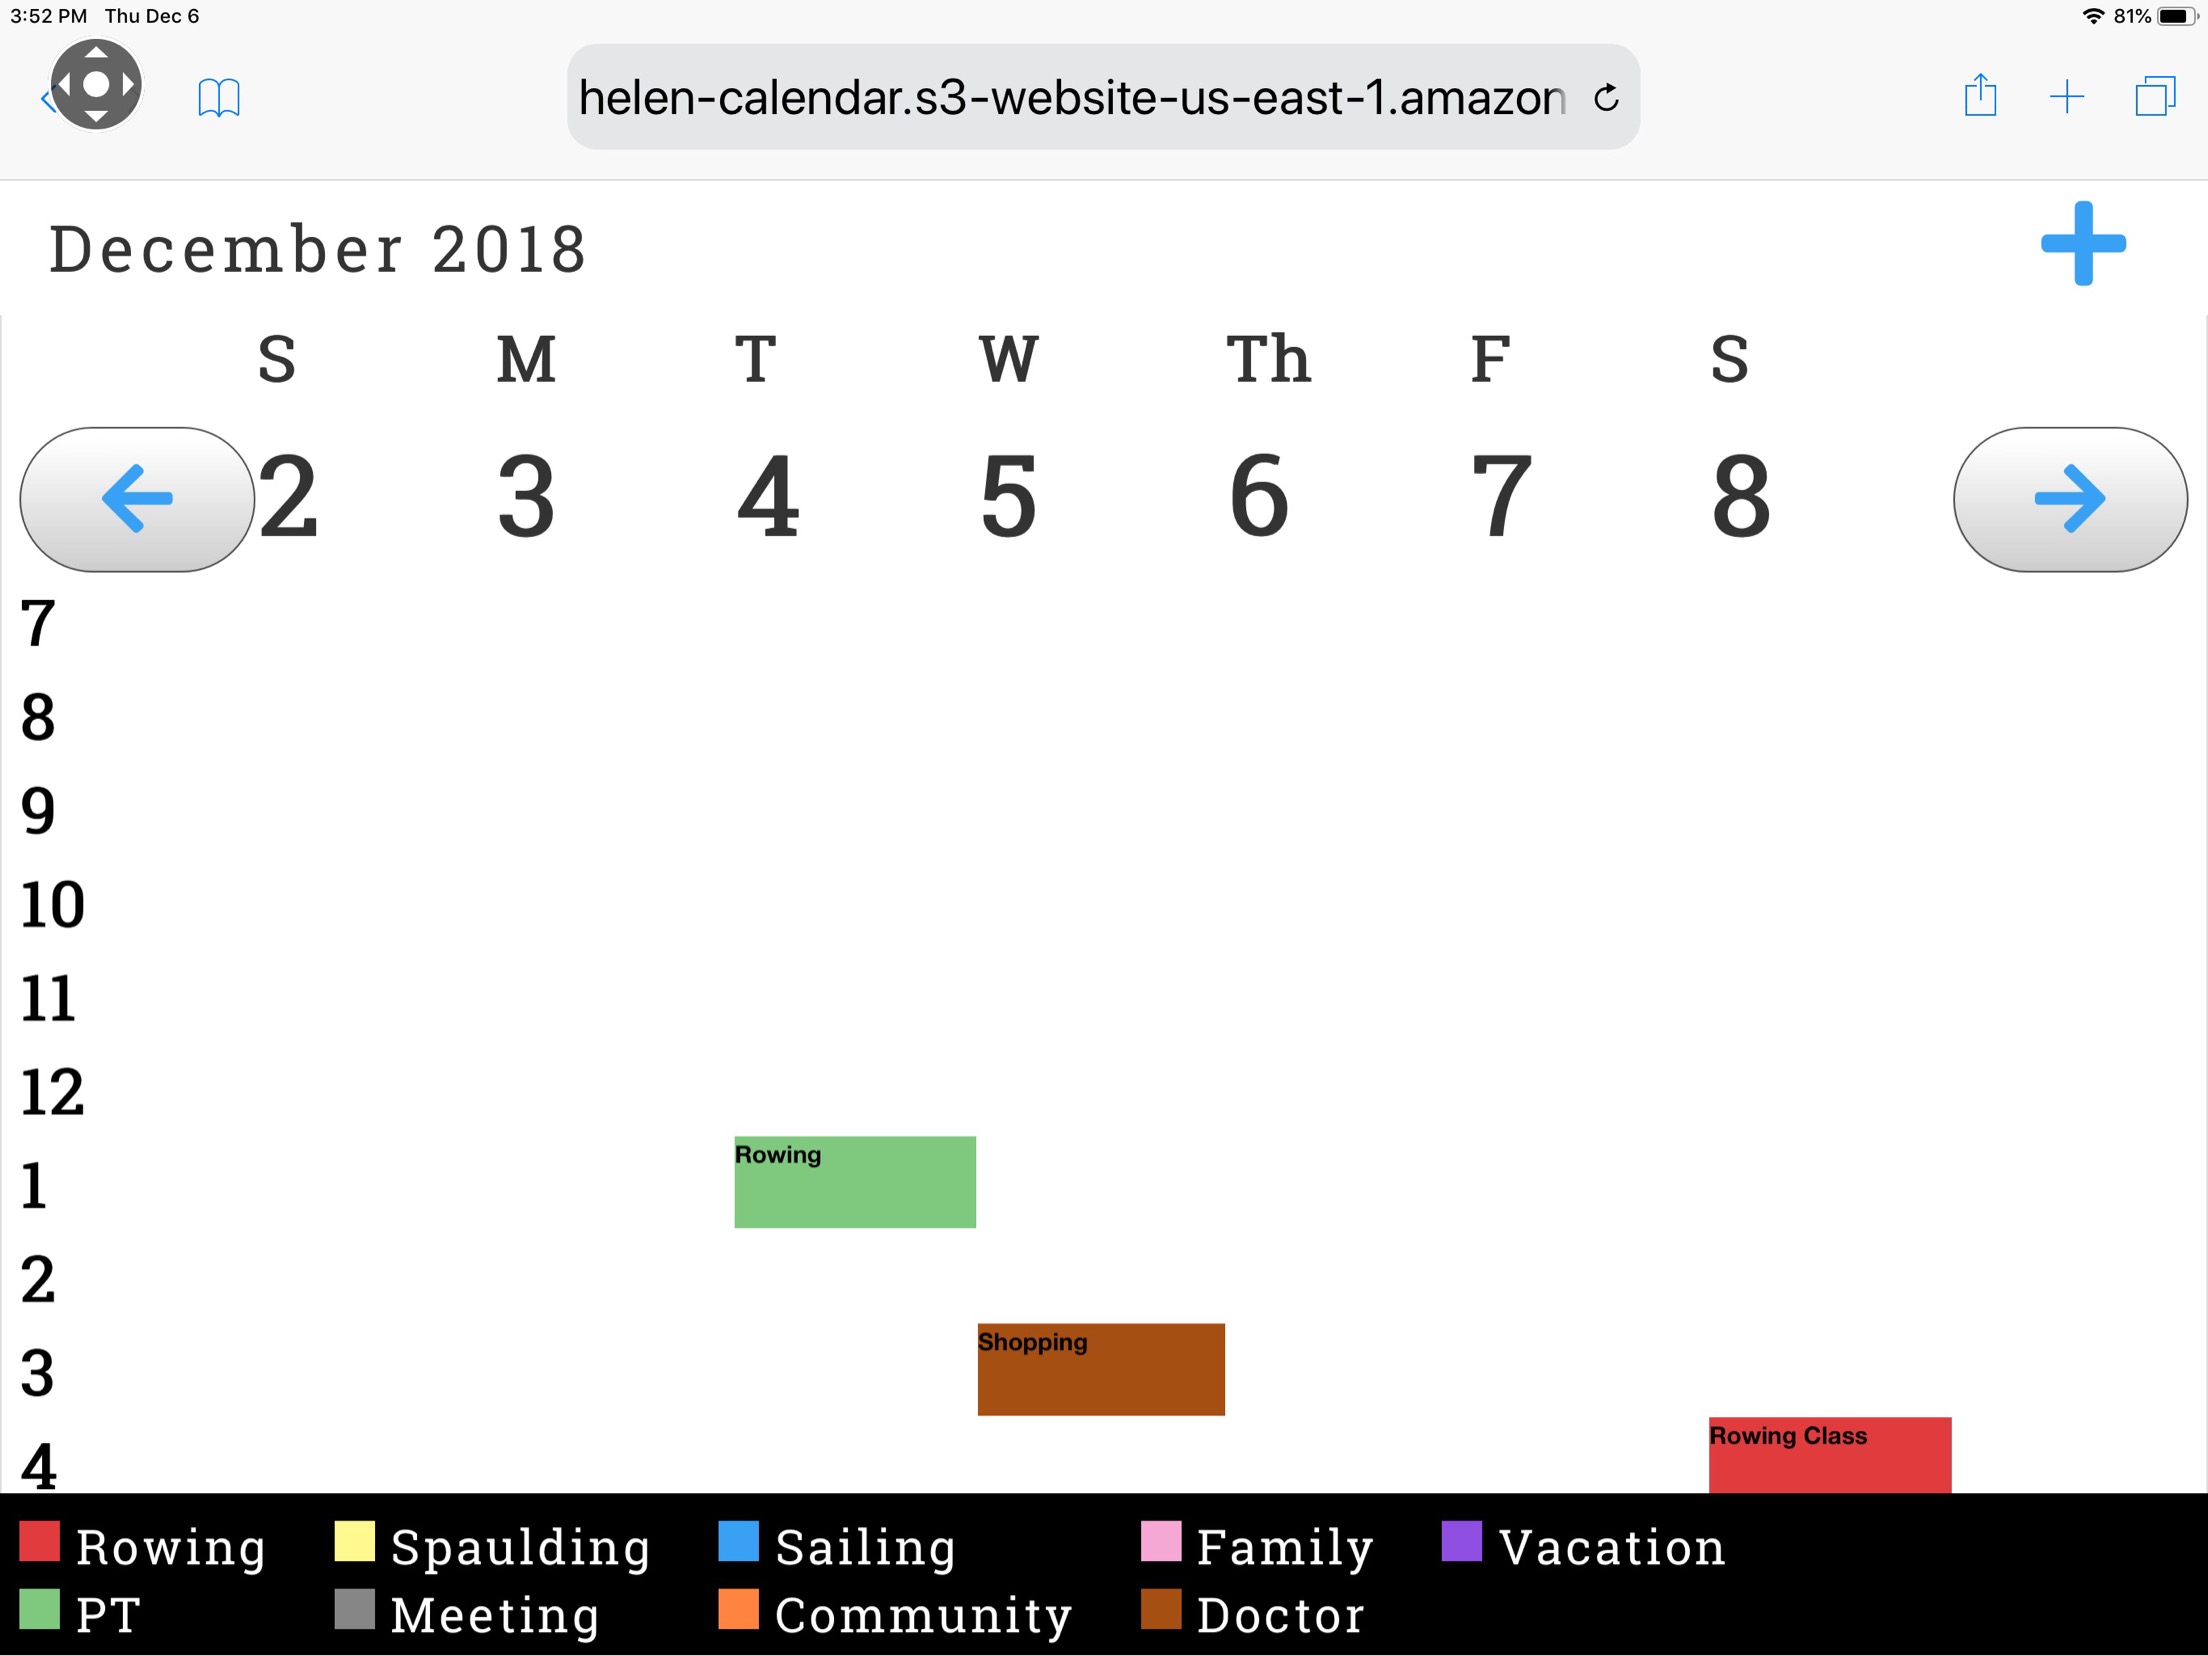 3:52 PM Thu Dec 6 81%
helen-calendar.s3-website-us-east-1.amazon
December 2018
S M T W Th F S
2 3 4 5 6 7 8
7
8
9
10
11
12
Rowing
1
2
Shopping
3
Rowing Class
4
Rowing Spaulding Sailing Family Vacation
PT Meeting Community Doctor